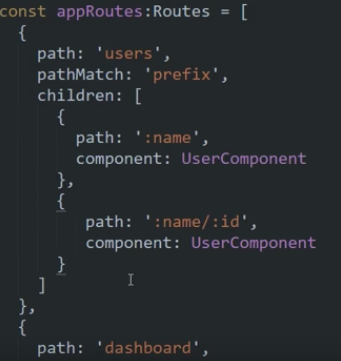 const appRoutes:Routes = [
{
path: 'users',
pathMatch: 'prefix',
children: [
{
path: ':name',
component: UserComponent
},
{
path: ':name/:id',
component: UserComponent
}
]
},
{
path: 'dashboard',